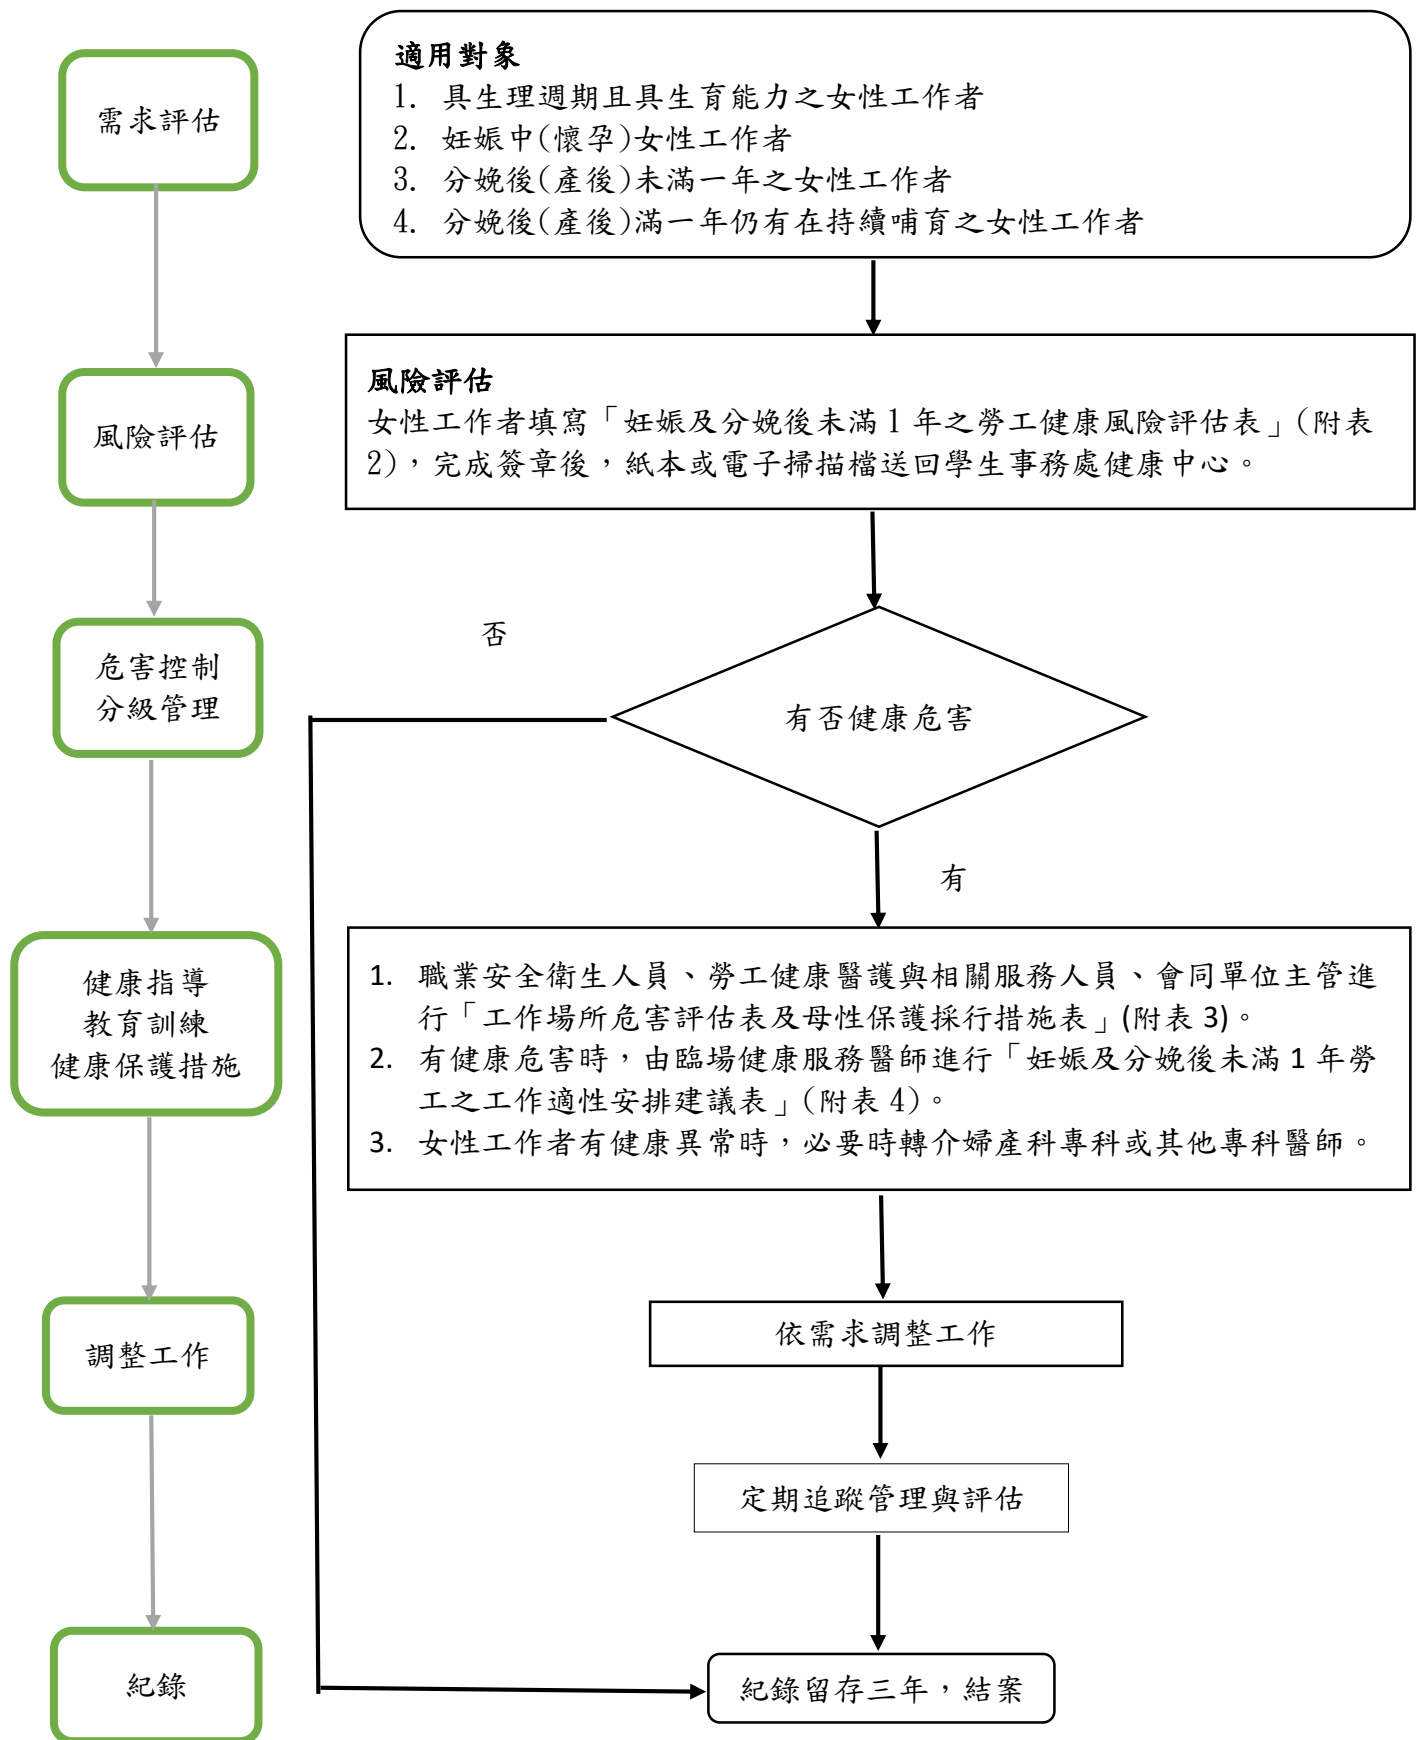 需求評估
適用對象
1. 具生理週期且具生育能力之女性工作者
2. 妊娠中(懷孕)女性工作者
3. 分娩後(產後)未滿一年之女性工作者
4. 分娩後(產後)滿一年仍有在持續哺育之女性工作者
風險評估
風險評估
女性工作者填寫「妊娠及分娩後未滿1年之勞工健康風險評估表」(附表
2)，完成簽章後，紙本或電子掃描檔送回學生事務處健康中心。
危害控制
分級管理
否
有否健康危害
有
健康指導
教育訓練
健康保護措施
1. 職業安全衛生人員、勞工健康醫護與相關服務人員、會同單位主管進
行「工作場所危害評估表及母性保護採行措施表」(附表 3)。
2. 有健康危害時，由臨場健康服務醫師進行「妊娠及分娩後未滿 1 年勞
工之工作適性安排建議表」(附表 4)。
3. 女性工作者有健康異常時，必要時轉介婦產科專科或其他專科醫師。
調整工作
依需求調整工作
定期追蹤管理與評估
紀錄
紀錄留存三年，結案